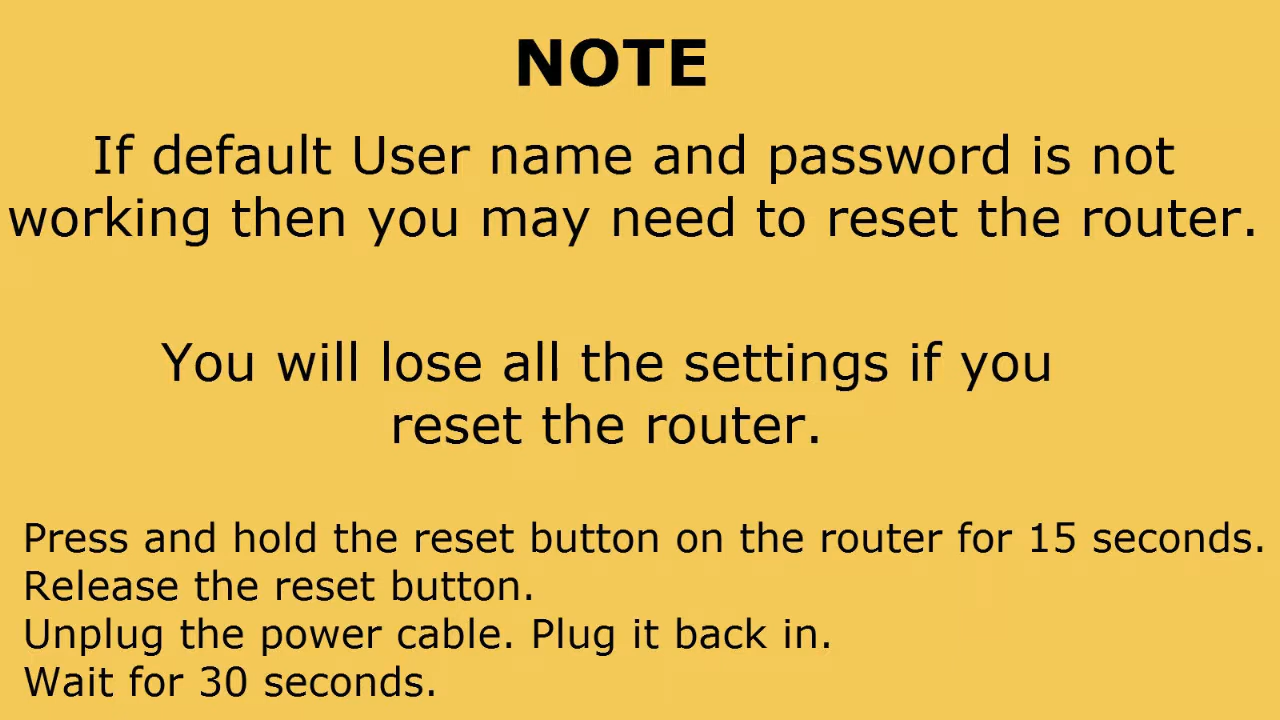 NOTE
If default User name and password is not
working then you may need to reset the router.
You will lose all the settings if you
reset the router.
Press and hold the reset button on the router for 15 seconds.
Release the reset button.
Unplug the power cable. Plug it back in.
Wait for 30 seconds.